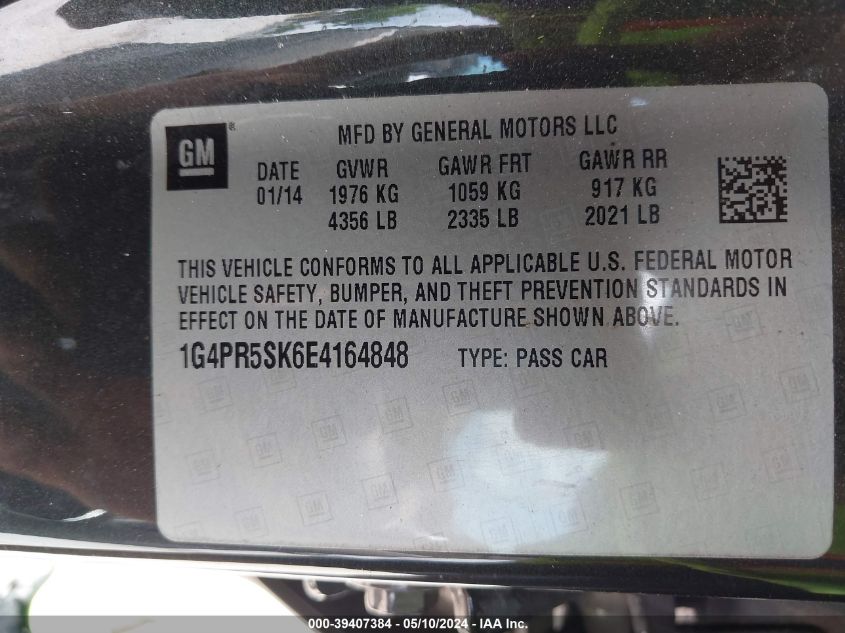 GM®
MFD BY GENERAL MOTORS LLC
DATE GVWR GAWR FRT GAWR RR
01/14 1976 KG 1059 KG 917 KG
4356 LB 2335 LB 2021 LB
THIS VEHICLE CONFORMS TO ALL APPLICABLE U.S. FEDERAL MOTOR
VEHICLE SAFETY, BUMPER, AND THEFT PREVENTION STANDARDS IN
EFFECT ON THE DATE OF MANUFACTURE SHOWN ABOVE.
1G4PR5SK6E4164848 TYPE: PASS CAR
000-39407384 - 05/10/2024 - IAA Inc.